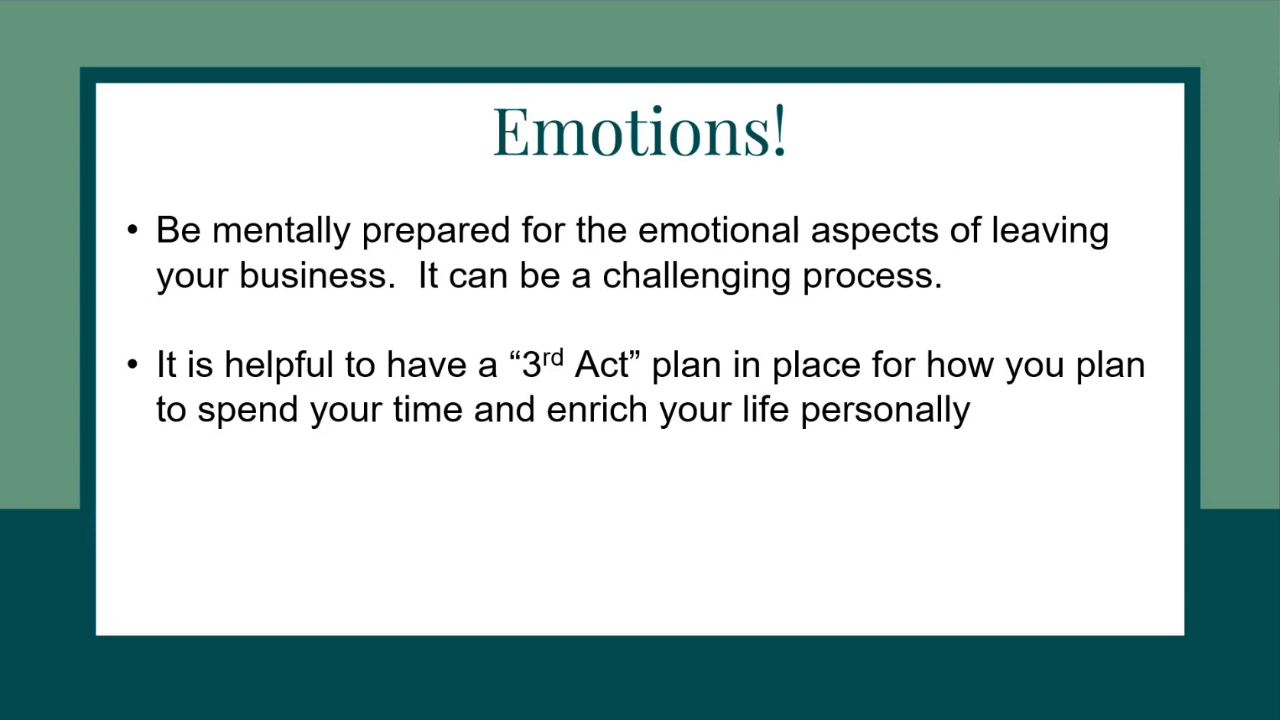 Emotions!
• Be mentally prepared for the emotional aspects of leaving
your business.  It can be a challenging process.
• It is helpful to have a “3rd Act” plan in place for how you plan
to spend your time and enrich your life personally